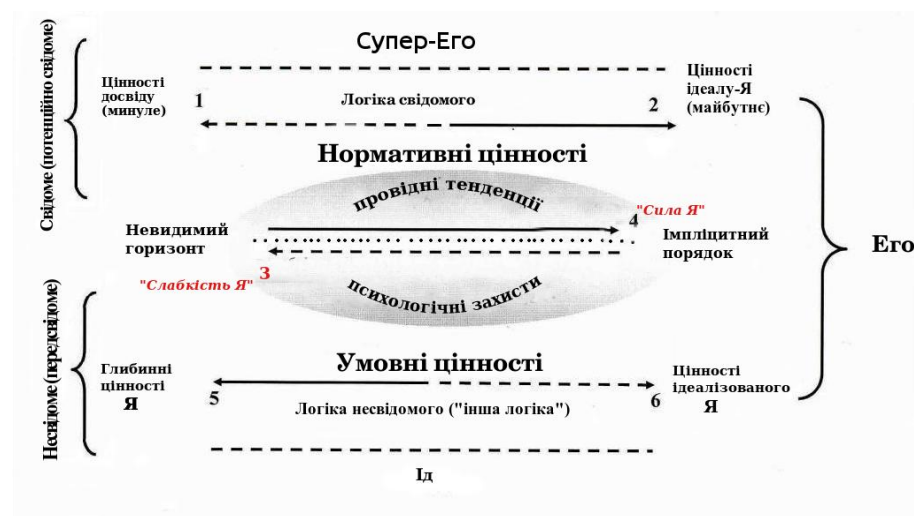 Супер-Его
Свідоме (потенційно свідоме)
Цінності
досвіду
(минуле)
1
Логіка свідомого
2
Цінності
ідеалу-Я
(майбутнє)
Нормативні цінності
провідні тенденції
"Сила Я"
4
Невидимий
горизонт
Імпліцитний
порядок
Его
3
"Слабкість Я"
психологічні захисти
Несвідоме (передсвідоме)
Умовні цінності
Глибинні
цінності
Я
5
Логіка несвідомого ("інша логіка")
6
Цінності
ідеалізованого
Я
Ід